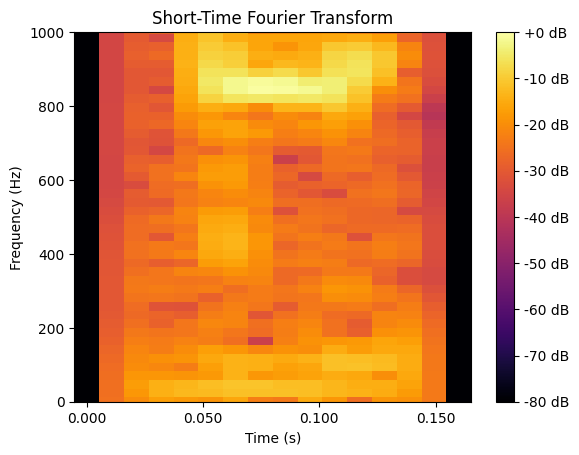 Short-Time Fourier Transform
1000
800
600
400
200
0
Frequency (Hz)
0.000
0.050
0.100
0.150
Time (s)
+0 dB
-10 dB
-20 dB
-30 dB
-40 dB
-50 dB
-60 dB
-70 dB
-80 dB